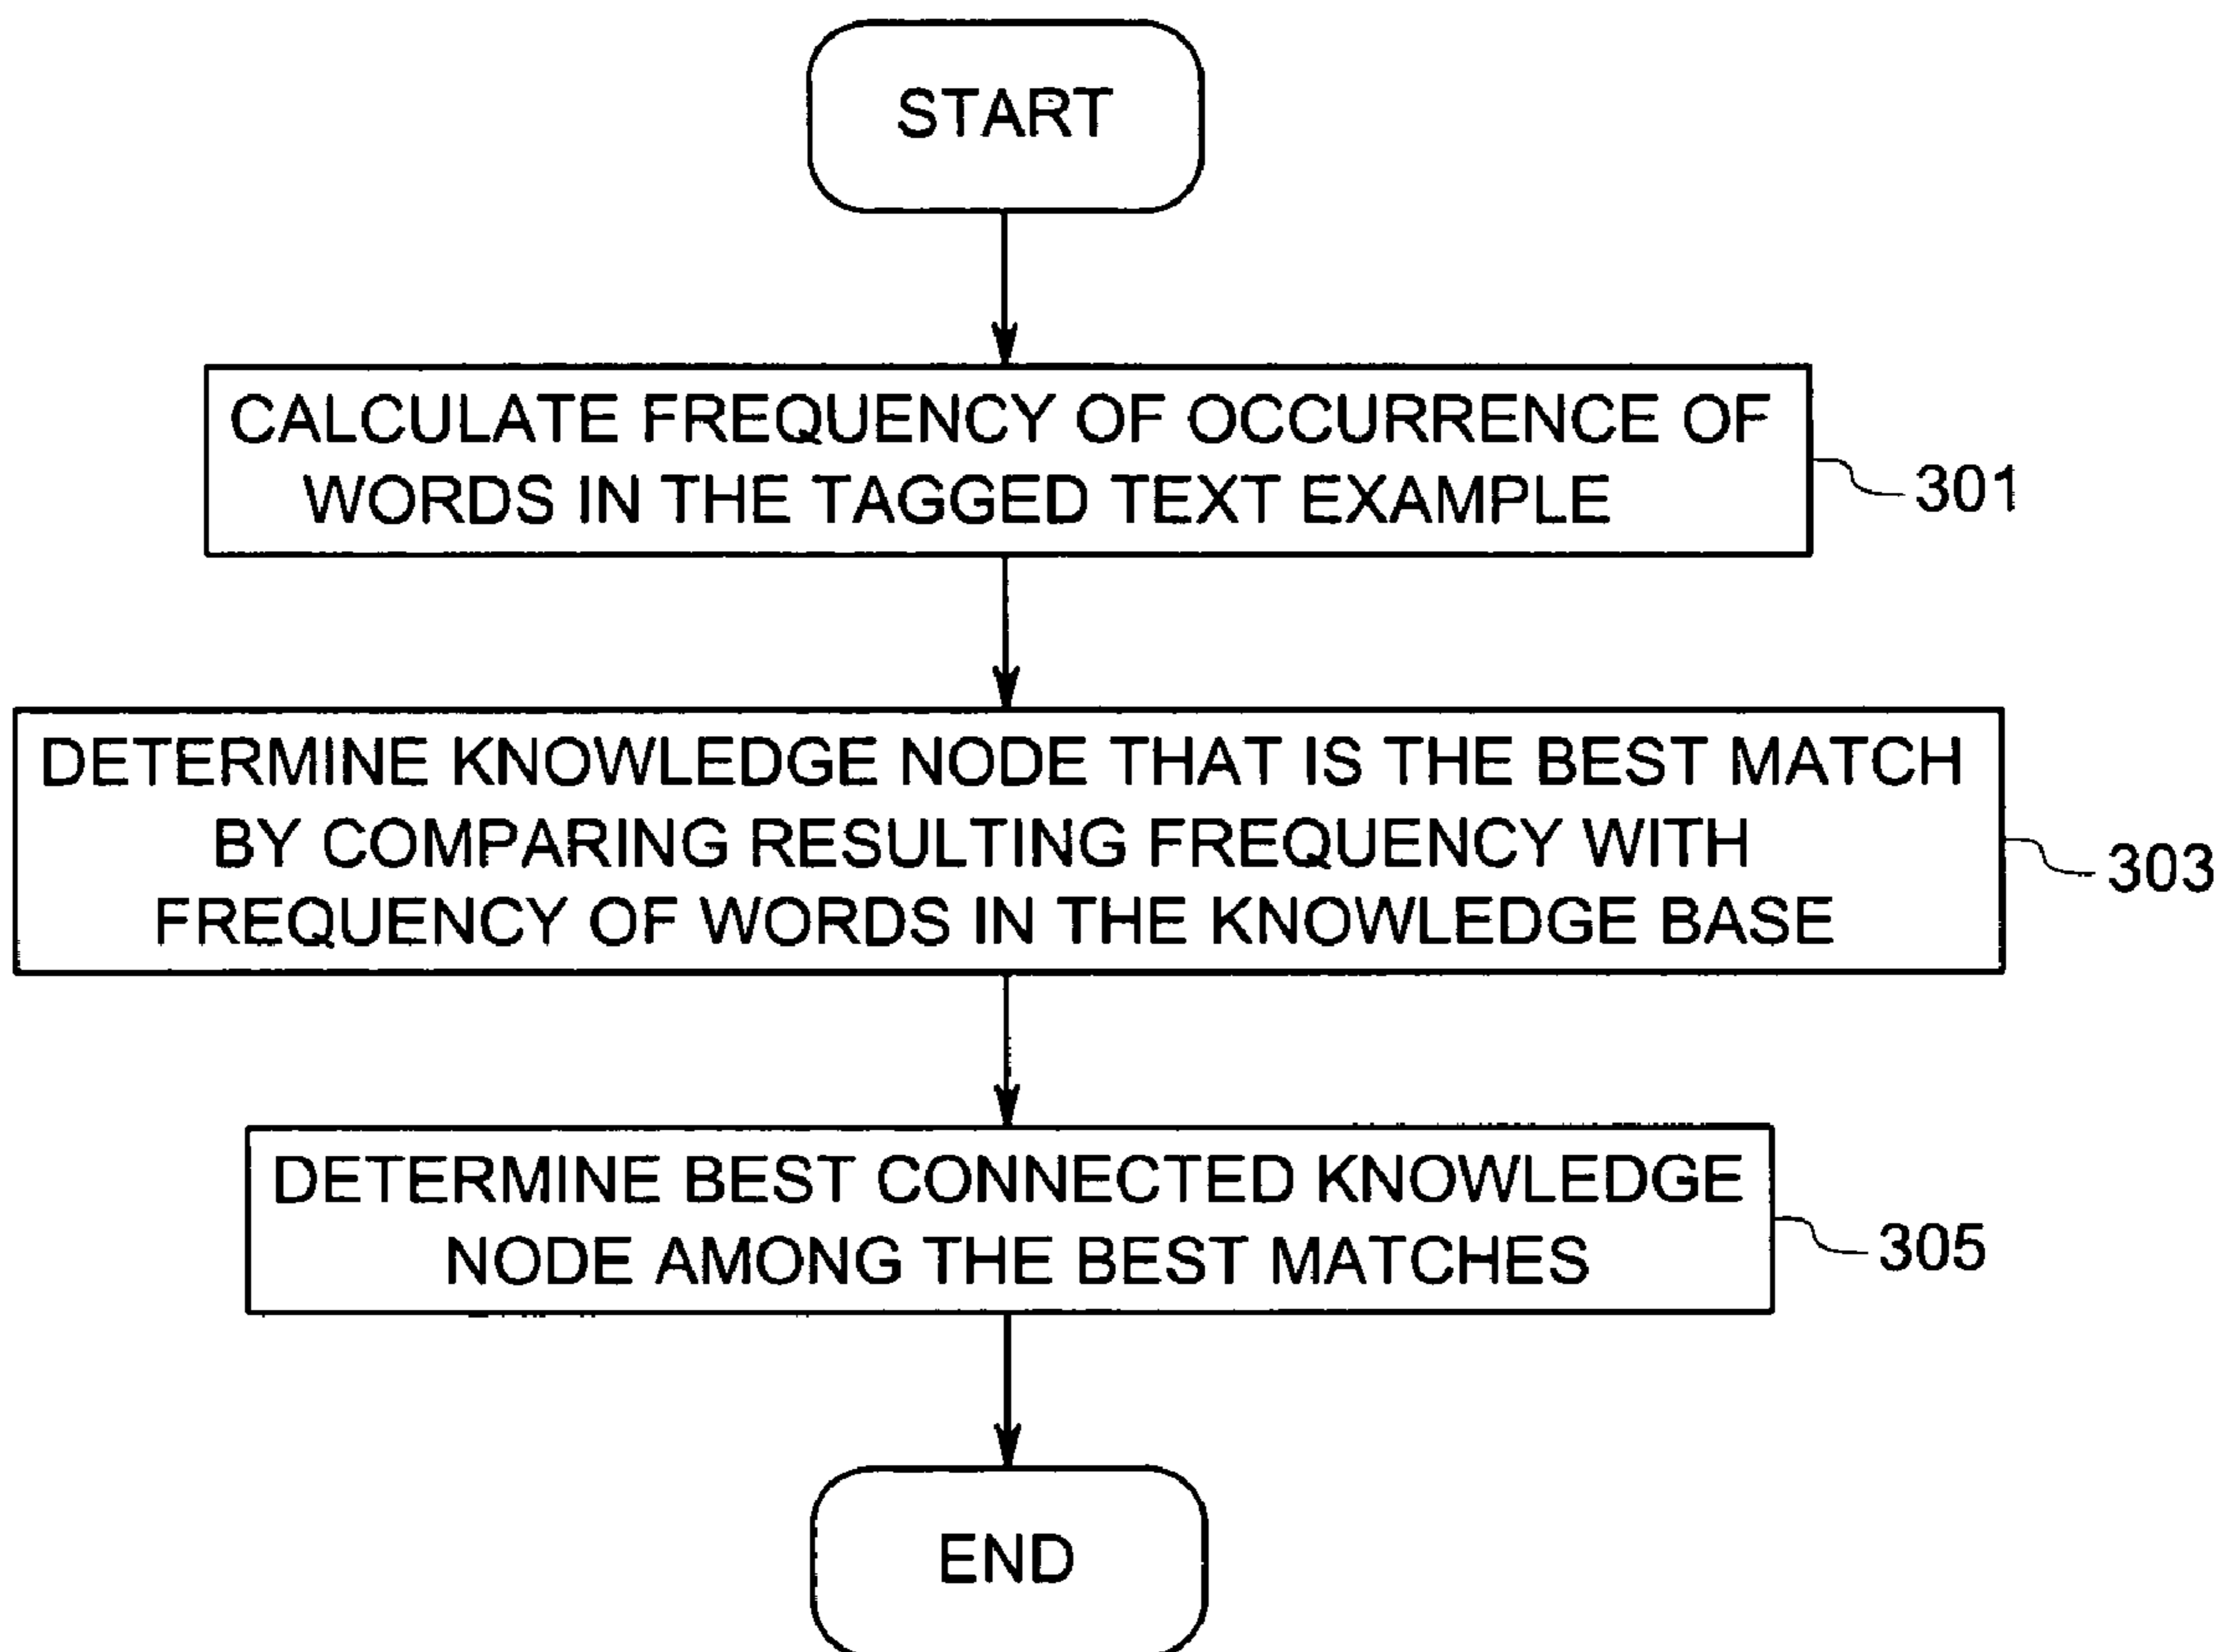 START
CALCULATE FREQUENCY OF OCCURRENCE OF
WORDS IN THE TAGGED TEXT EXAMPLE
301
DETERMINE KNOWLEDGE NODE THAT IS THE BEST MATCH
BY COMPARING RESULTING FREQUENCY WITH
FREQUENCY OF WORDS IN THE KNOWLEDGE BASE
303
DETERMINE BEST CONNECTED KNOWLEDGE
NODE AMONG THE BEST MATCHES
305
END